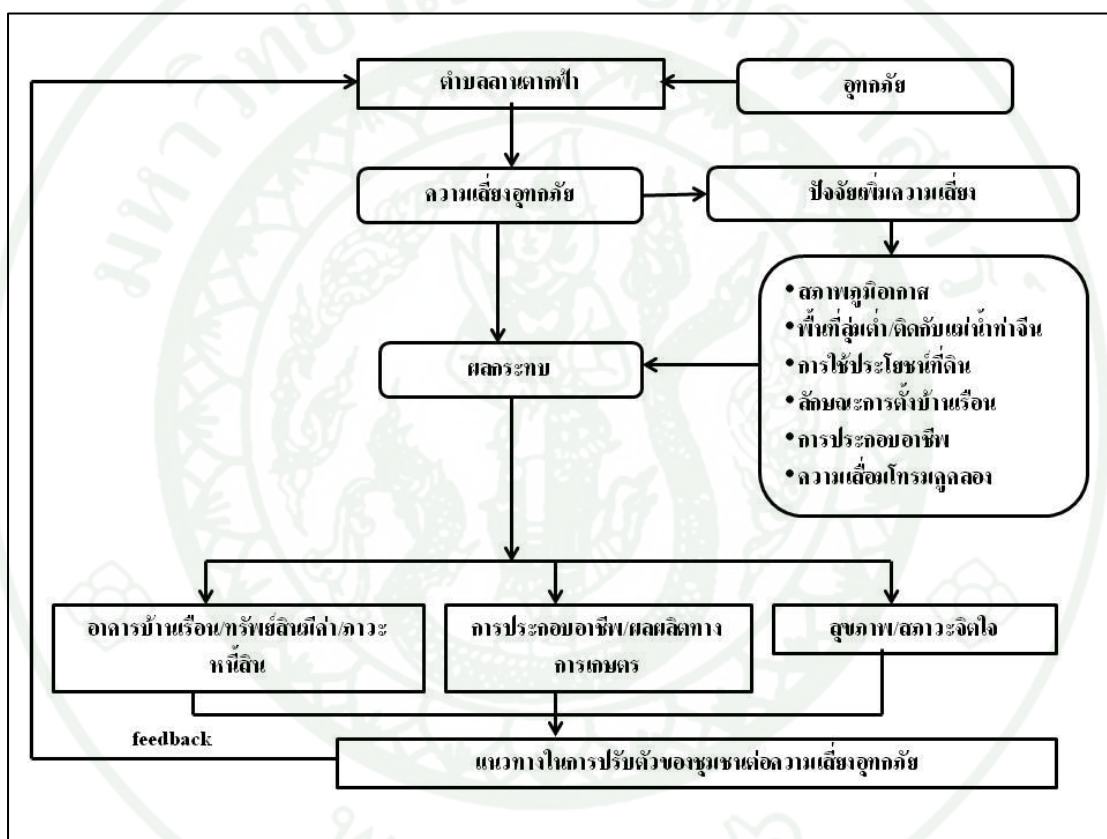 ตำบลลานตากฟ้า
อุทกภัย
ความเสี่ยงอุทกภัย
ปัจจัยเพิ่มความเสี่ยง
• สภาพภูมิอากาศ
• พื้นที่ลุ่มต่ำ/ติดกับแม่น้ำท่าจีน
• การใช้ประโยชน์ที่ดิน
• ลักษณะการตั้งบ้านเรือน
• การประกอบอาชีพ
• ความเสื่อมโทรมคูคลอง
ผลกระทบ
อาคารบ้านเรือน/ทรัพย์สินมีค่า/ภาวะ
หนี้สิน
การประกอบอาชีพ/ผลผลิตทาง
การเกษตร
สุขภาพ/สภาวะจิตใจ
feedback
แนวทางในการปรับตัวของชุมชนต่อความเสี่ยงอุทกภัย